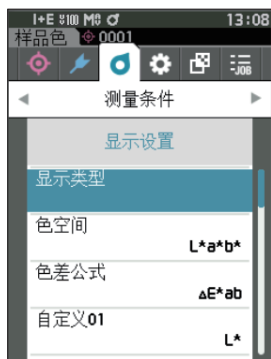 I+E S100 M0 13:08
样品色 0001
-JOB
测量条件
显示设置
显示类型
色空间
L*a*b*
色差公式
ΔE*ab
自定义01
L*